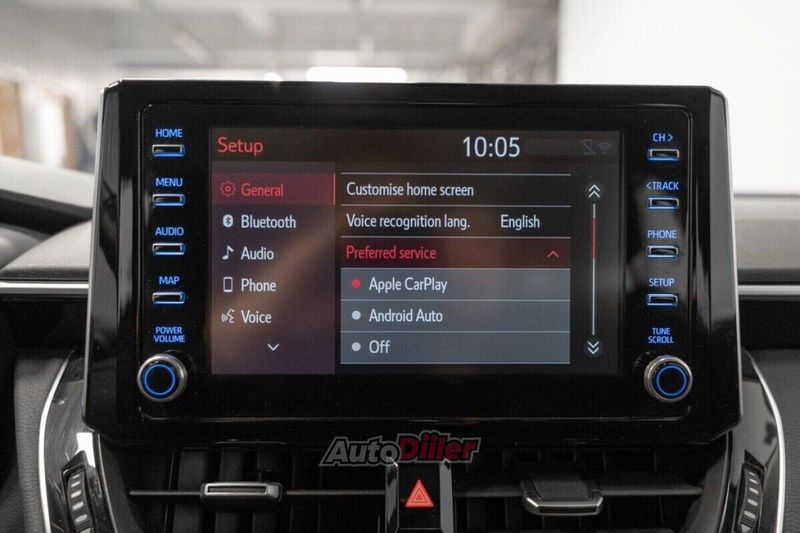 HOME
MENU
AUDIO
MAP
POWER
VOLUME
Setup
10:05
General
Bluetooth
Audio
Phone
Voice
Customise home screen
Voice recognition lang. English
Preferred service
Apple CarPlay
Android Auto
Off
CH >
<TRACK
PHONE
SETUP
TUNE
SCROLL
AutoDiiler